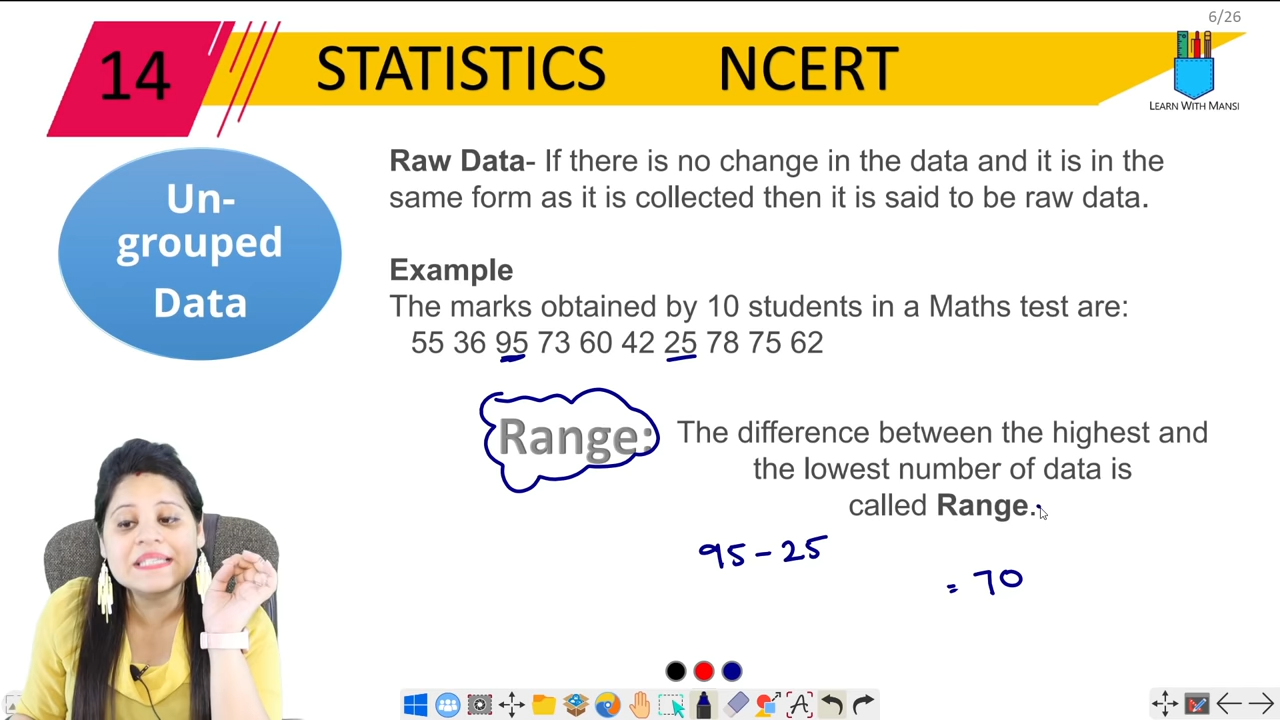 6/26
14
STATISTICS NCERT
LEARN WITH MANSI
Un-
grouped
Data
Raw Data- If there is no change in the data and it is in the
same form as it is collected then it is said to be raw data.
Example
The marks obtained by 10 students in a Maths test are:
55 36 95 73 60 42 25 78 75 62
Range:
The difference between the highest and
the lowest number of data is
called Range.
95-25
= 70
A